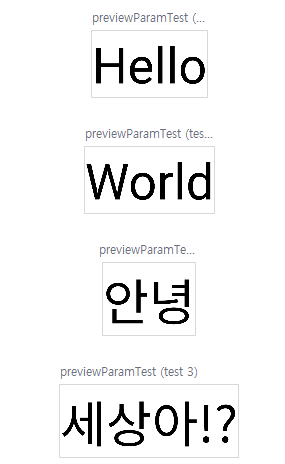 previewParamTest (...
Hello
previewParamTest (tes...
World
previewParamTe...
안녕
previewParamTest (test 3)
세상아!?